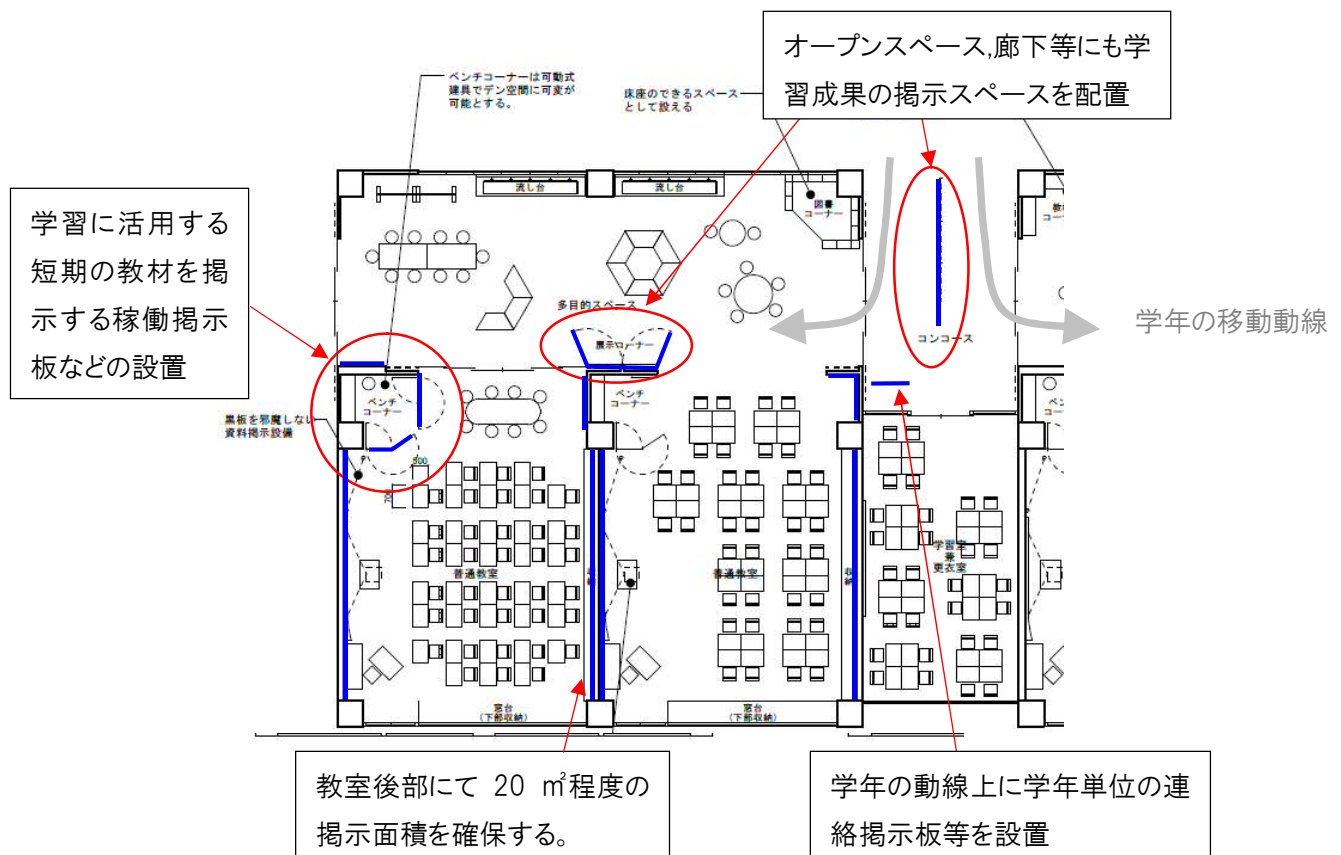 オープンスペース,廊下等にも学
習成果の掲示スペースを配置
ベンチコーナーは可動式
建具でデン空間に可変が
可能とする。
床座のできるスペース
として設える
学習に活用する
短期の教材を掲
示する稼働掲示
板などの設置
流し台
流し台
図書
コーナー
多目的スペース
展示コーナー
コンコース
学年の移動動線
ベンチ
コーナー
ベンチ
コーナー
黒板を邪魔しない
資料掲示設備
500
700
普通教室
収納
普通教室
学習室
兼
更衣室
窓台
(下部収納)
窓台
(下部収納)
教室後部にて 20 ㎡程度の
掲示面積を確保する。
学年の動線上に学年単位の連
絡掲示板等を設置